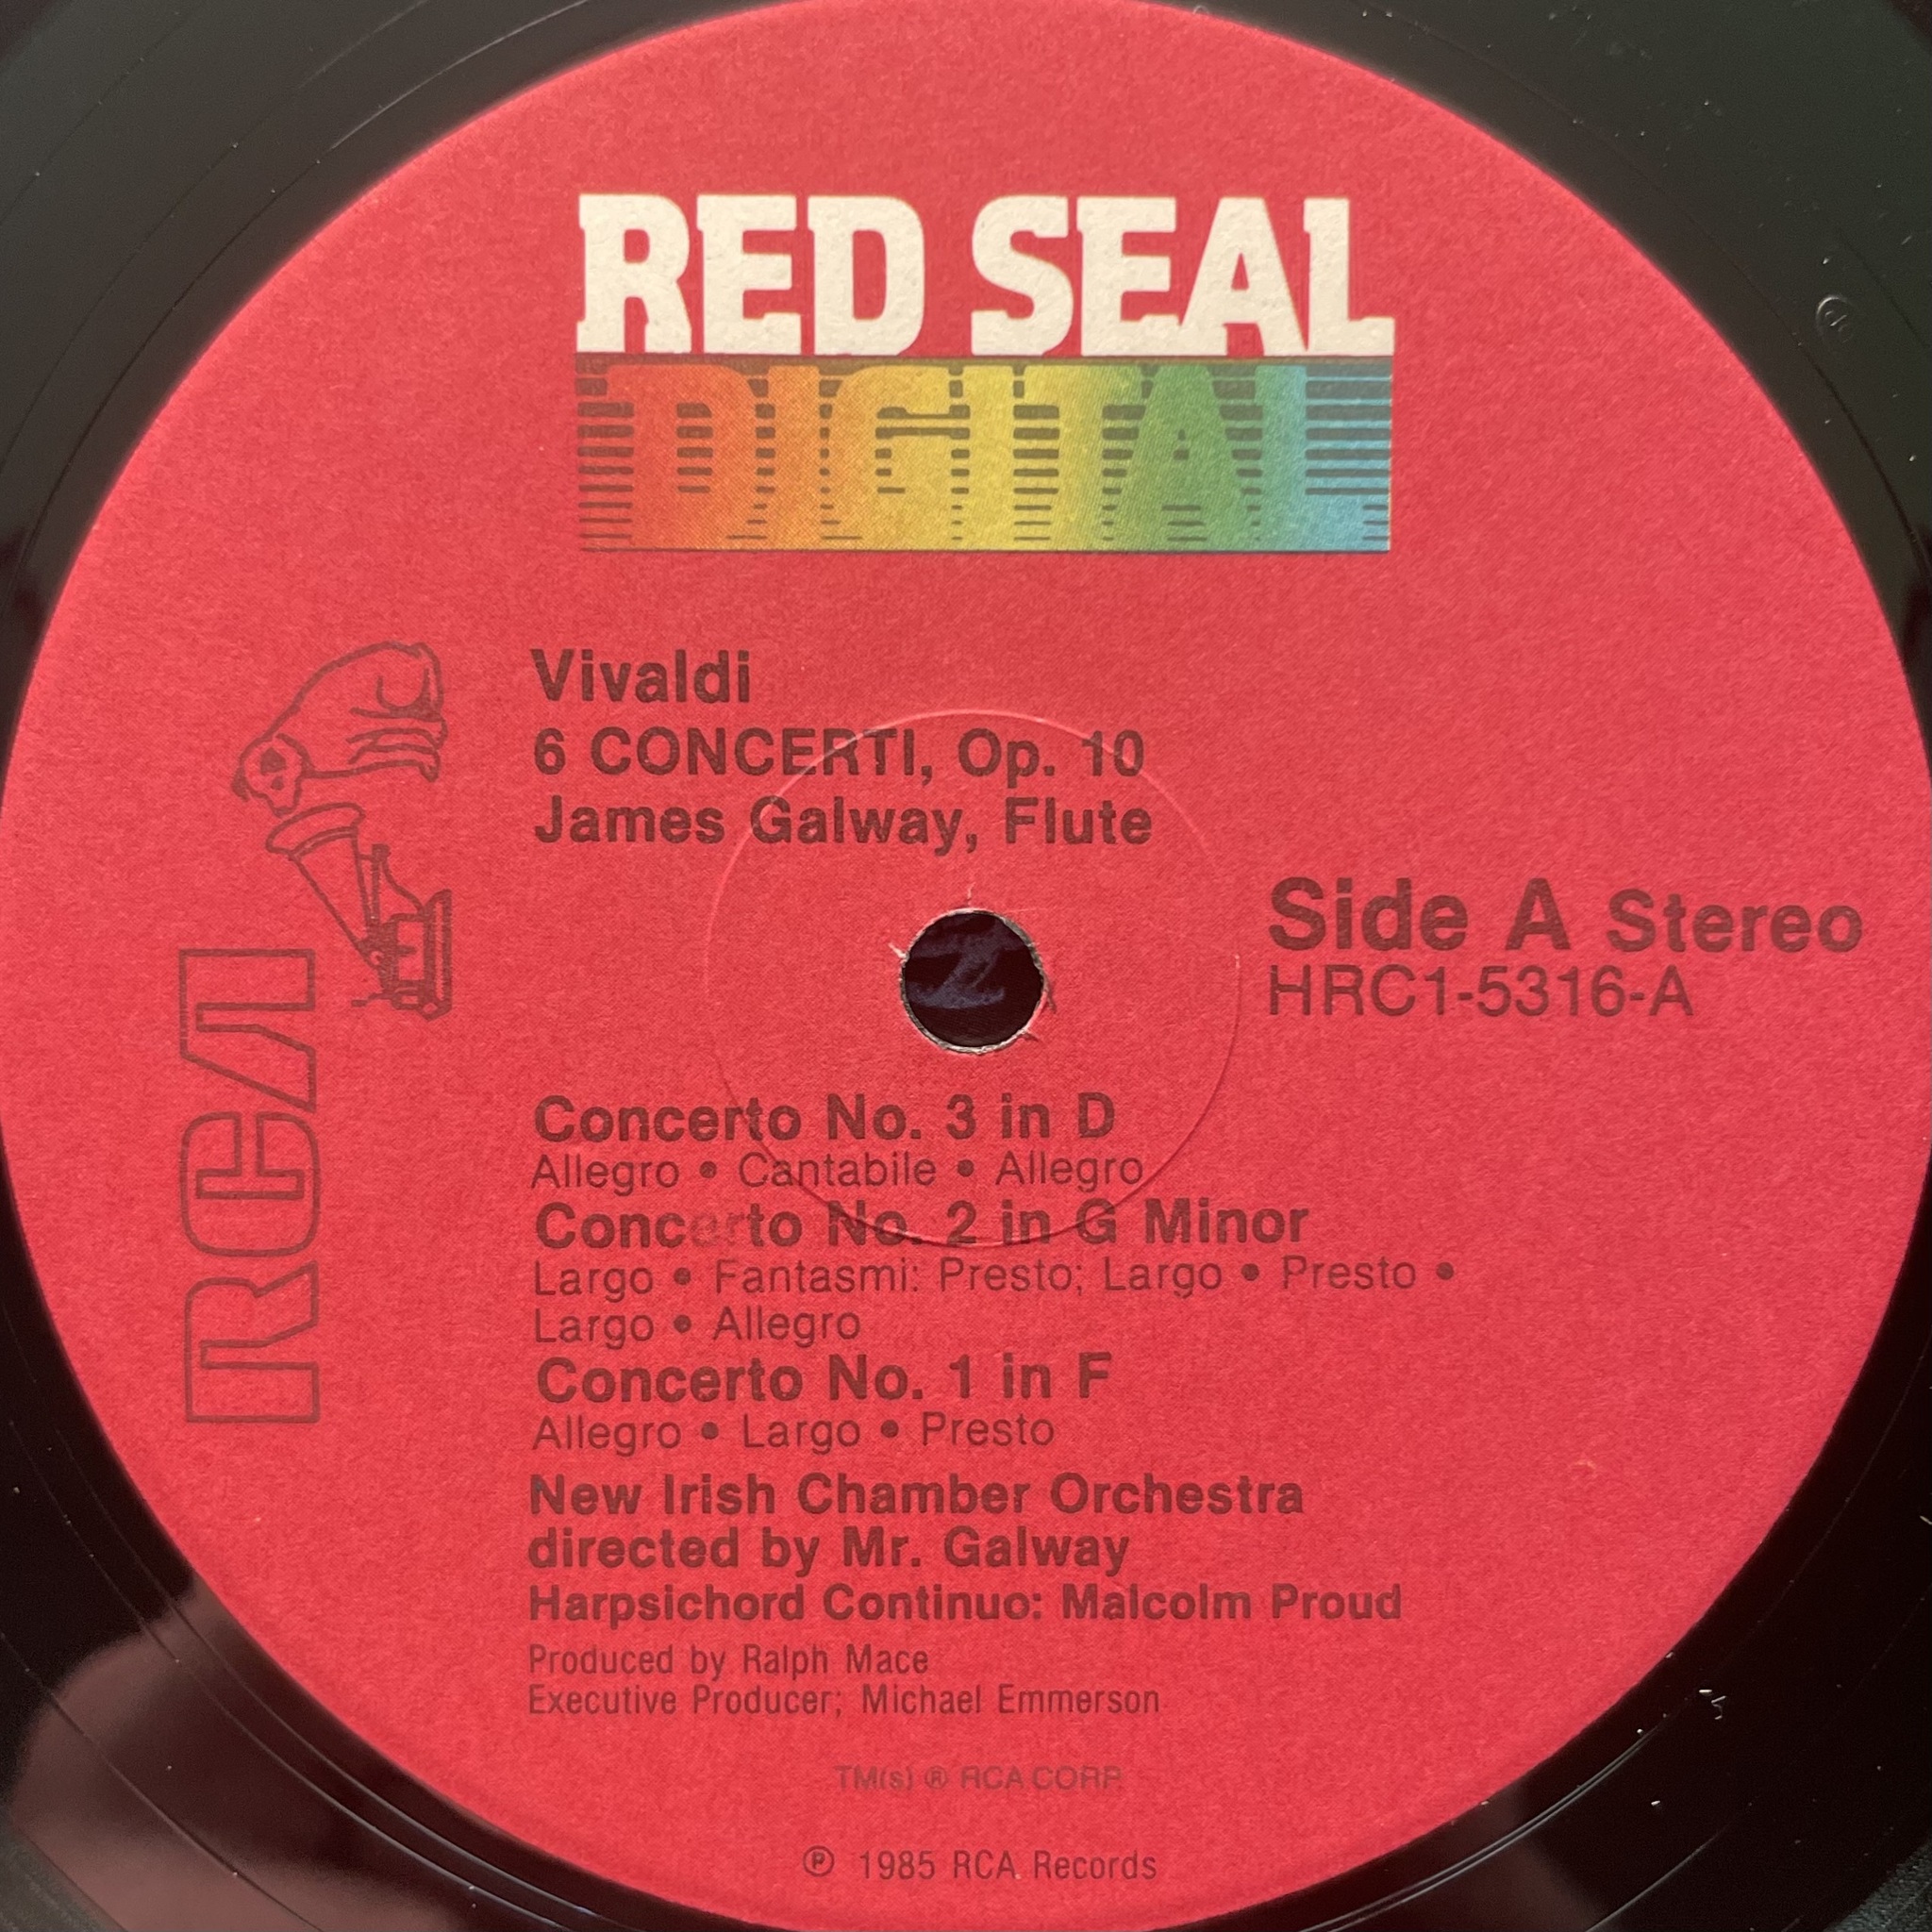 RED SEAL
DIGITAL
RCA
Vivaldi
6 CONCERTI, Op. 10
James Galway, Flute
Side A Stereo
HRC1-5316-A
Concerto No. 3 in D
Allegro • Cantabile • Allegro
Concerto No. 2 in G Minor
Largo • Fantasmi: Presto; Largo • Presto •
Largo • Allegro
Concerto No. 1 in F
Allegro • Largo • Presto
New Irish Chamber Orchestra
directed by Mr. Galway
Harpsichord Continuo: Malcolm Proud
Produced by Ralph Mace
Executive Producer; Michael Emmerson
TM(s) ® RCA CORP.
℗ 1985 RCA Records